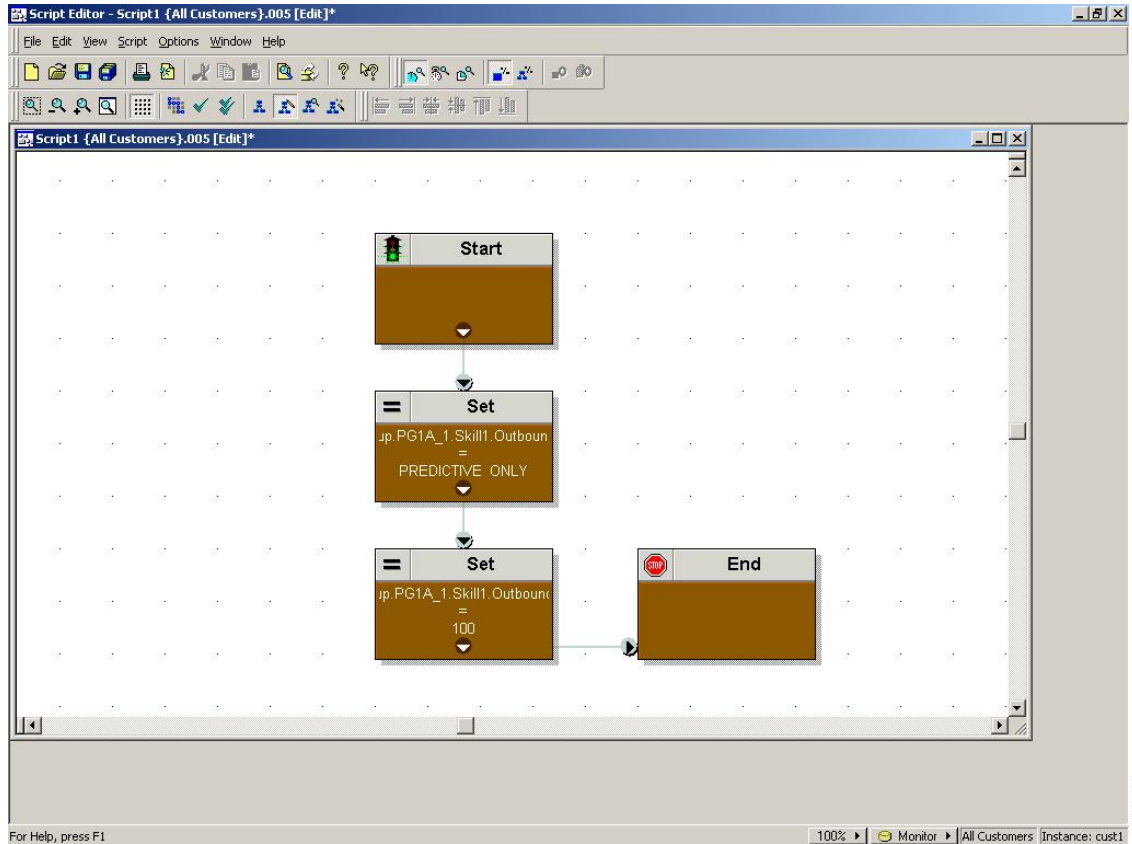 Script Editor - Script1 {All Customers}.005 [Edit]*
File Edit View Script Options Window Help
Script1 {All Customers}.005 [Edit]*
Start
Set
up.PG1A_1.Skill1.Outboun
=
PREDICTIVE_ONLY
Set
up.PG1A_1.Skill1.Outboun
=
100
STOP
End
For Help, press F1
100%
Monitor
All Customers
Instance: cust1